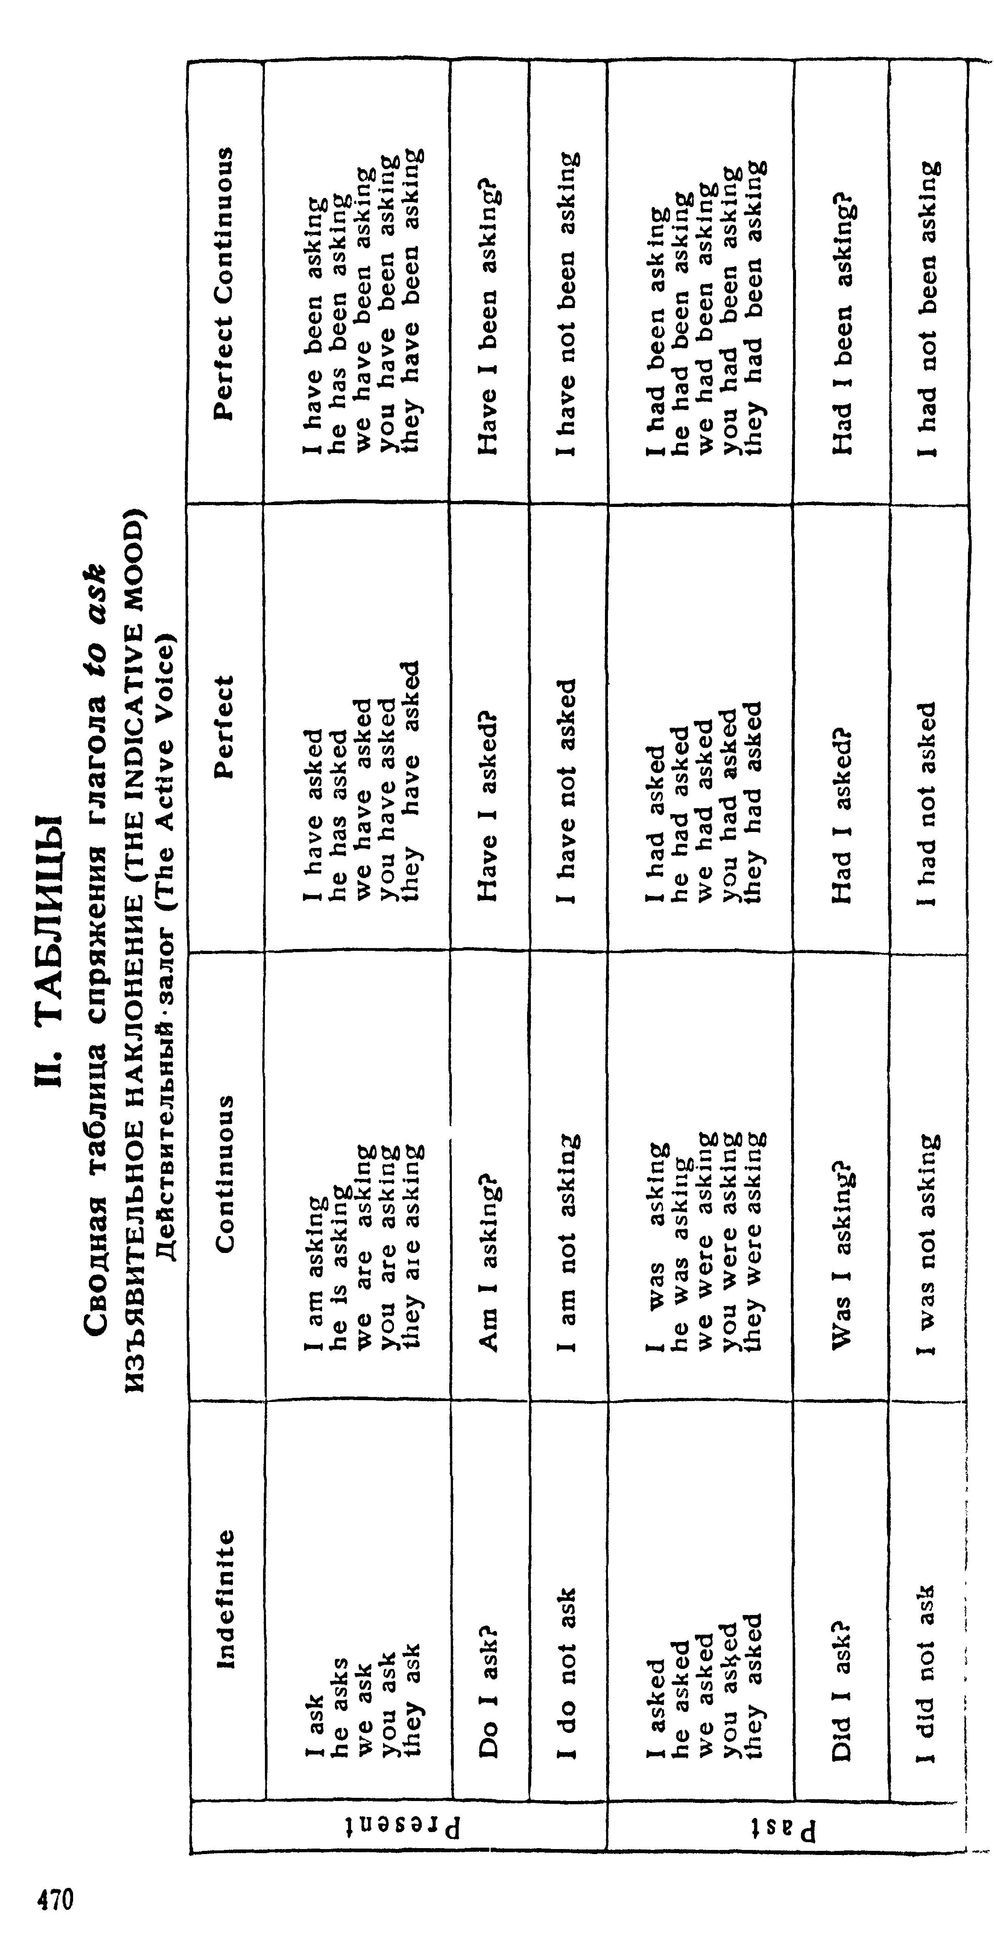 II. ТАБЛИЦЫ
Сводная таблица спряжения глагола to ask
ИЗЪЯВИТЕЛЬНОЕ НАКЛОНЕНИЕ (THE INDICATIVE MOOD)
Действительный залог (The Active Voice)
Indefinite
Continuous
Perfect
Perfect Continuous
Present
I ask
he asks
we ask
you ask
they ask
I am asking
he is asking
we are asking
you are asking
they are asking
I have asked
he has asked
we have asked
you have asked
they have asked
I have been asking
he has been asking
we have been asking
you have been asking
they have been asking
Do I ask?
Am I asking?
Have I asked?
Have I been asking?
I do not ask
I am not asking
I have not asked
I have not been asking
Past
I asked
he asked
we asked
you asked
they asked
I was asking
he was asking
we were asking
you were asking
they were asking
I had asked
he had asked
we had asked
you had asked
they had asked
I had been asking
he had been asking
we had been asking
you had been asking
they had been asking
Did I ask?
Was I asking?
Had I asked?
Had I been asking?
I did not ask
I was not asking
I had not asked
I had not been asking
470